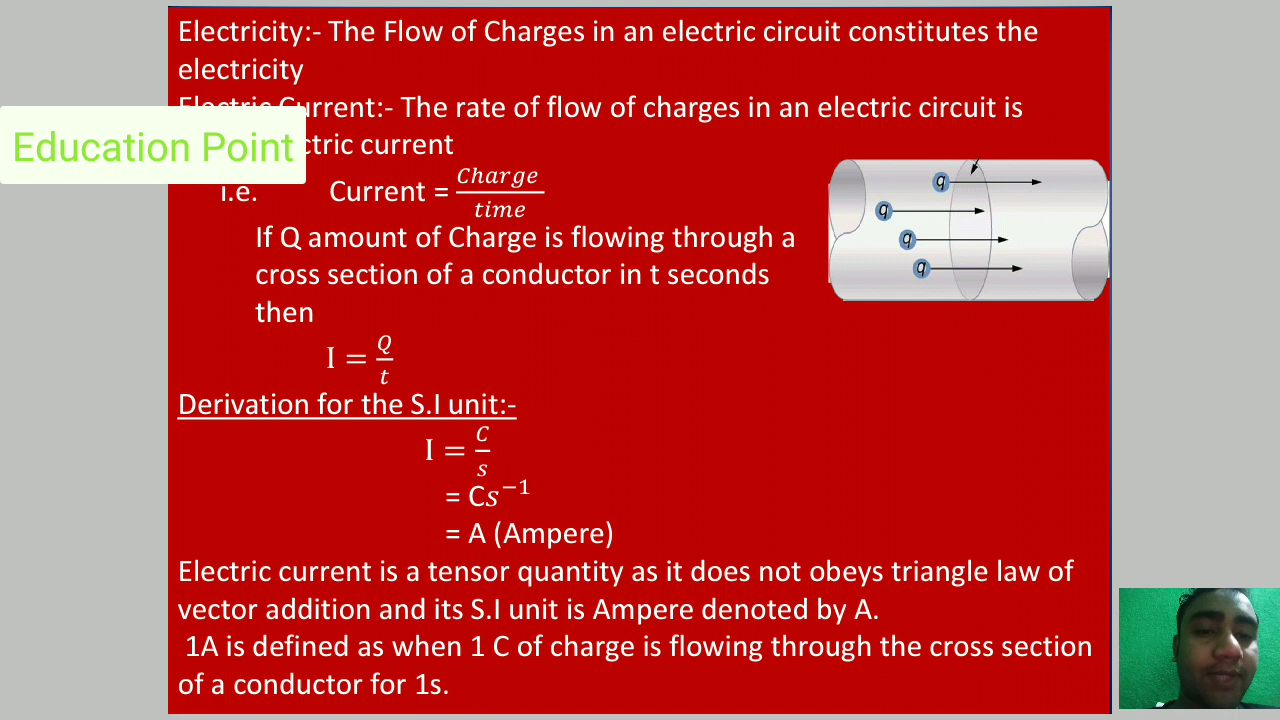 Electricity:- The Flow of Charges in an electric circuit constitutes the
electricity
Electric Current:- The rate of flow of charges in an electric circuit is
Education Point
ctric current
i.e. Current = Charge/time
If Q amount of Charge is flowing through a
cross section of a conductor in t seconds
then
I = Q/t
Derivation for the S.I unit:-
I = C/s
= Cs⁻¹
= A (Ampere)
Electric current is a tensor quantity as it does not obeys triangle law of
vector addition and its S.I unit is Ampere denoted by A.
1A is defined as when 1 C of charge is flowing through the cross section
of a conductor for 1s.
q
q
q
q